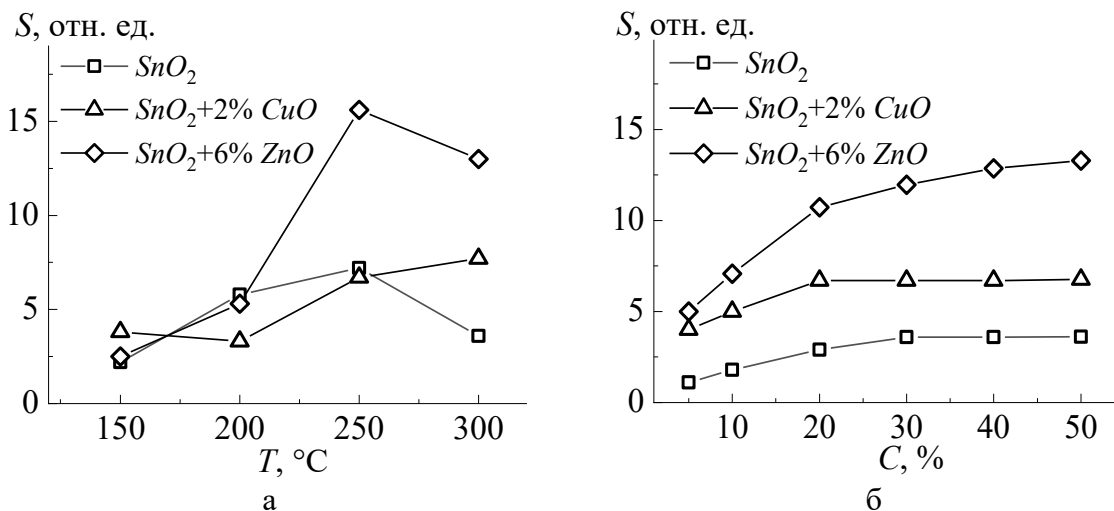 S, отн. ед.
SnO₂
SnO₂+2% CuO
SnO₂+6% ZnO
15
10
5
0
150 200 250 300
T, °C
а
S, отн. ед.
SnO₂
SnO₂+2% CuO
SnO₂+6% ZnO
15
10
5
0
10 20 30 40 50
C, %
б